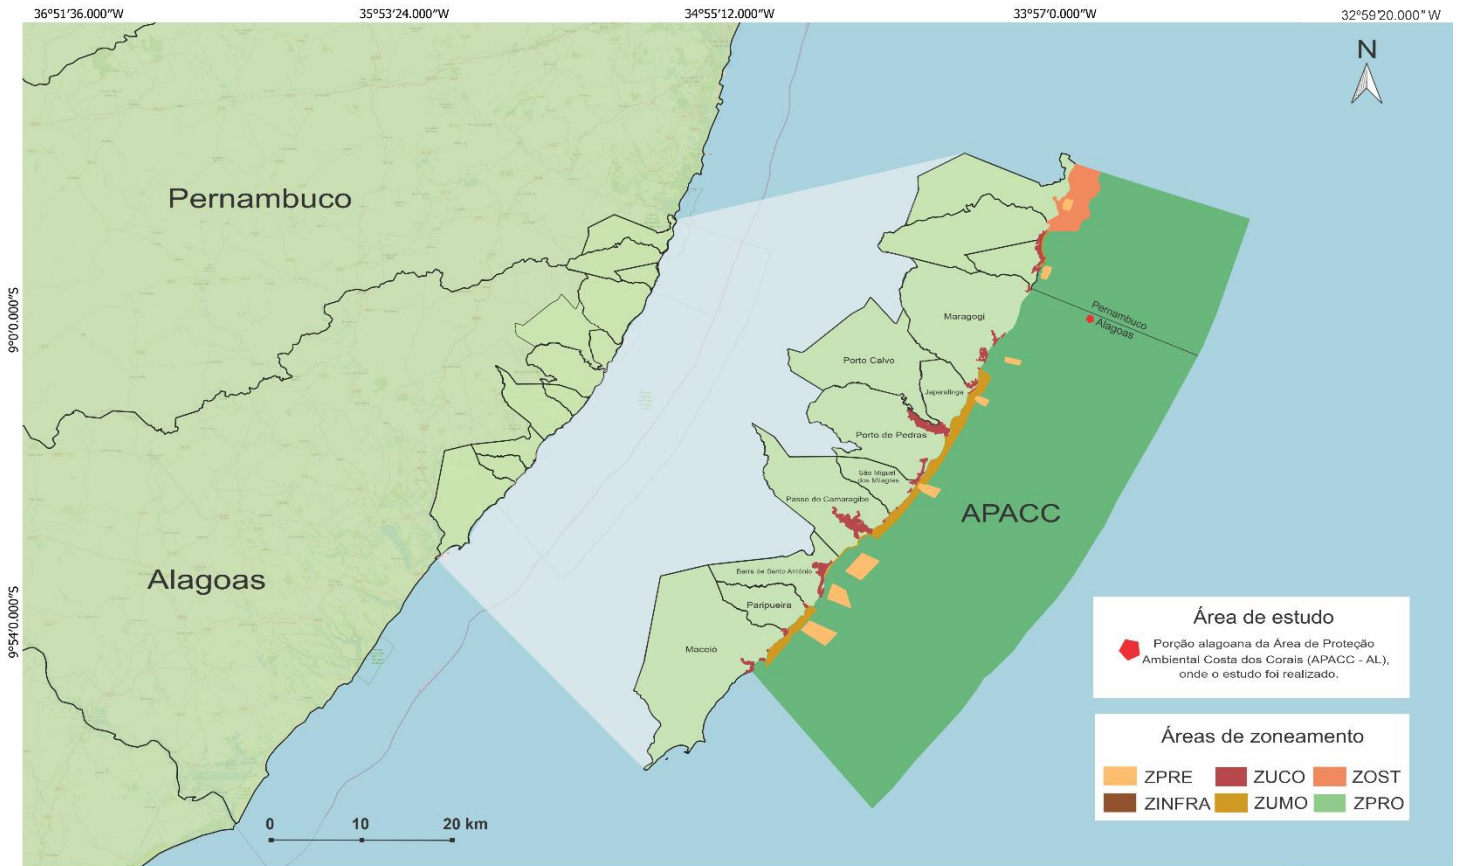 36°51'36.000"W
35°53'24.000"W
34°55'12.000"W
33°57'0.000"W
32°59'20.000" W
N
Pernambuco
9°0'0.000"S
Maragogi
Pernambuco
Alagoas
Porto Calvo
Japaratinga
Porto de Pedras
São Miguel
dos Milagres
Passo do Camaragibe
APACC
Alagoas
9°54'0.000"S
Barra de Santo Antônio
Paripueira
Maceió
Área de estudo
Porção alagoana da Área de Proteção
Ambiental Costa dos Corais (APACC - AL),
onde o estudo foi realizado.
Áreas de zoneamento
ZPRE ZUCO ZOST
ZINFRA ZUMO ZPRO
0 10 20 km